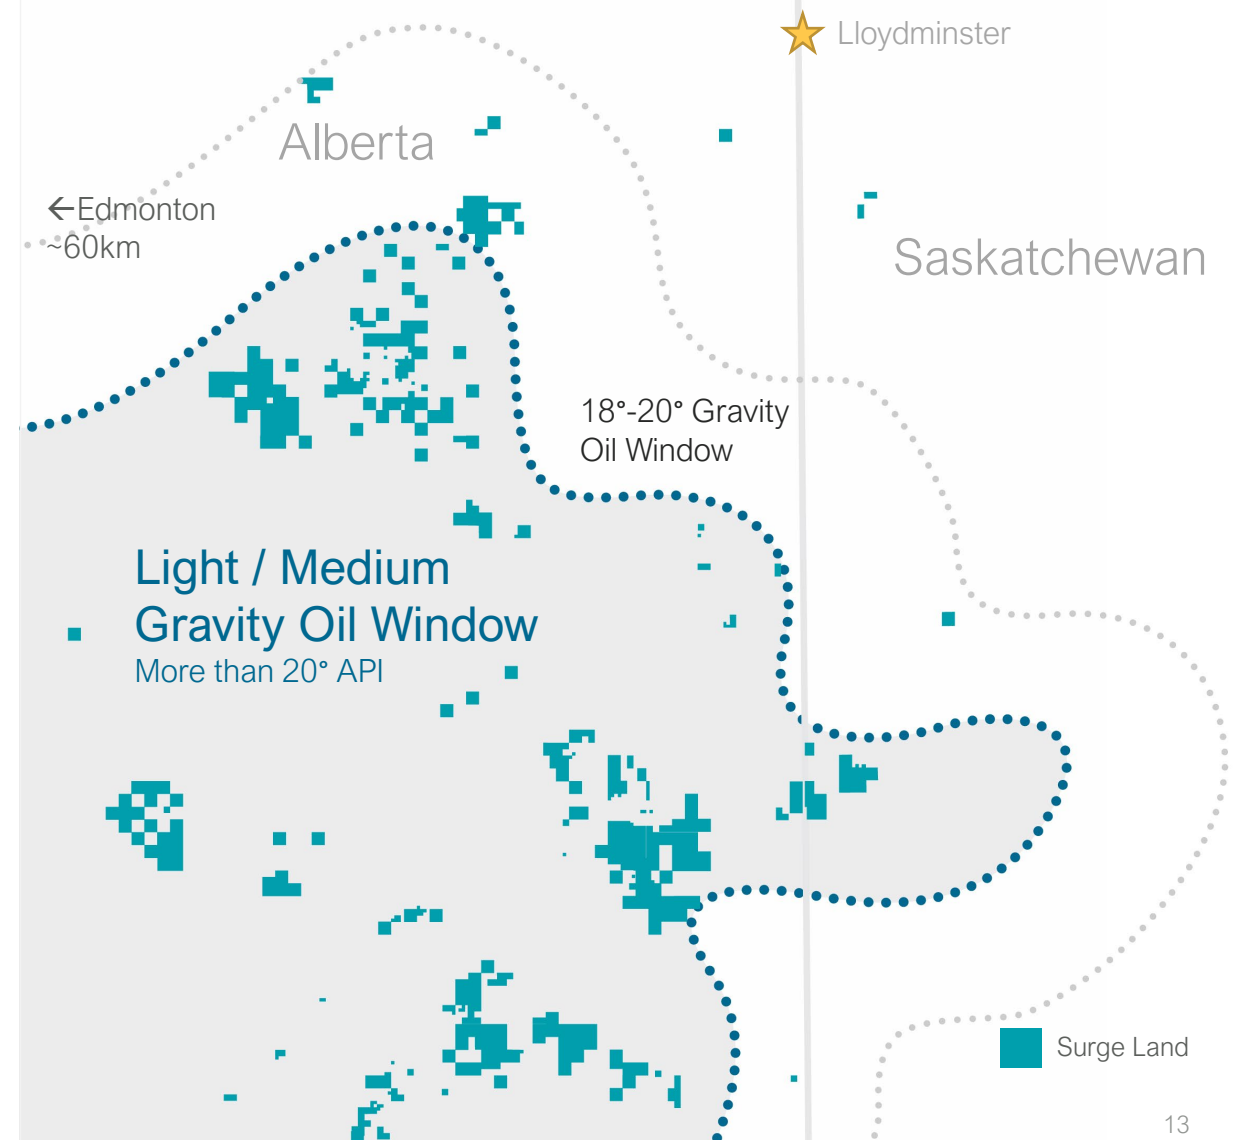 Lloydminster
Alberta
←Edmonton
~60km
Saskatchewan
18°-20° Gravity
Oil Window
Light / Medium
Gravity Oil Window
More than 20° API
Surge Land
13